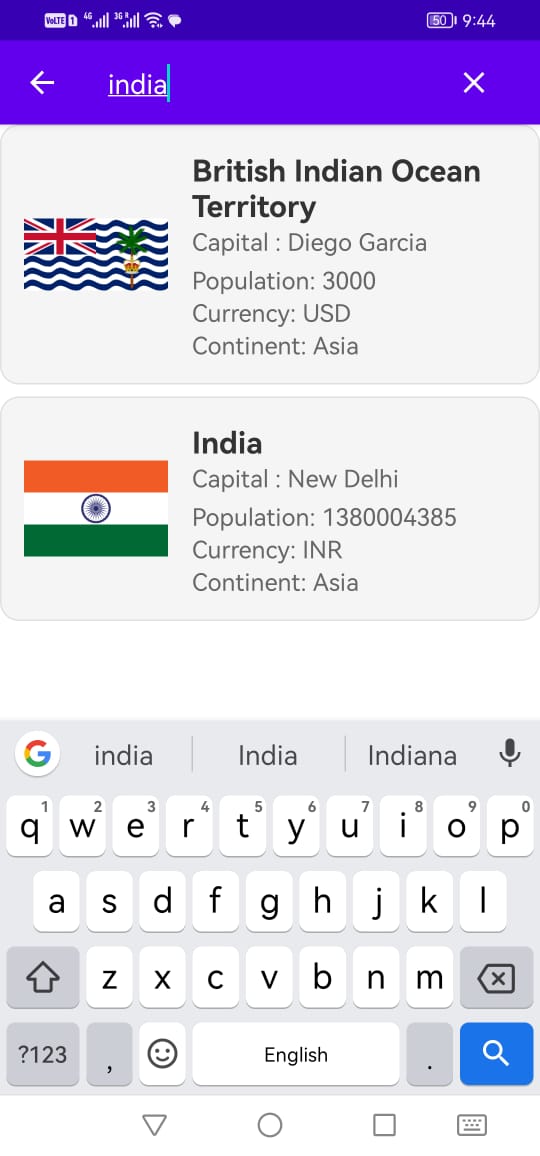 VoLTE 1 4G 3G R 50 9:44
india
British Indian Ocean
Territory
Capital : Diego Garcia
Population: 3000
Currency: USD
Continent: Asia
India
Capital : New Delhi
Population: 1380004385
Currency: INR
Continent: Asia
G india India Indiana
1 2 3 4 5 6 7 8 9 0
q w e r t y u i o p
a s d f g h j k l
z x c v b n m
?123 , English .